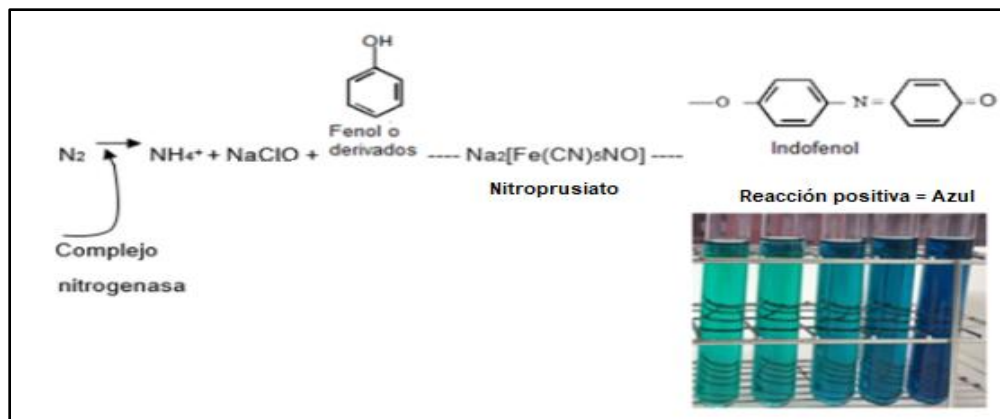 OH
Fenol o
derivados
N₂ NH₄⁺ + NaClO + ---- Na₂[Fe(CN)₅NO] ----
Nitroprusiato
—O N= =O
Indofenol
Reacción positiva = Azul
Complejo
nitrogenasa